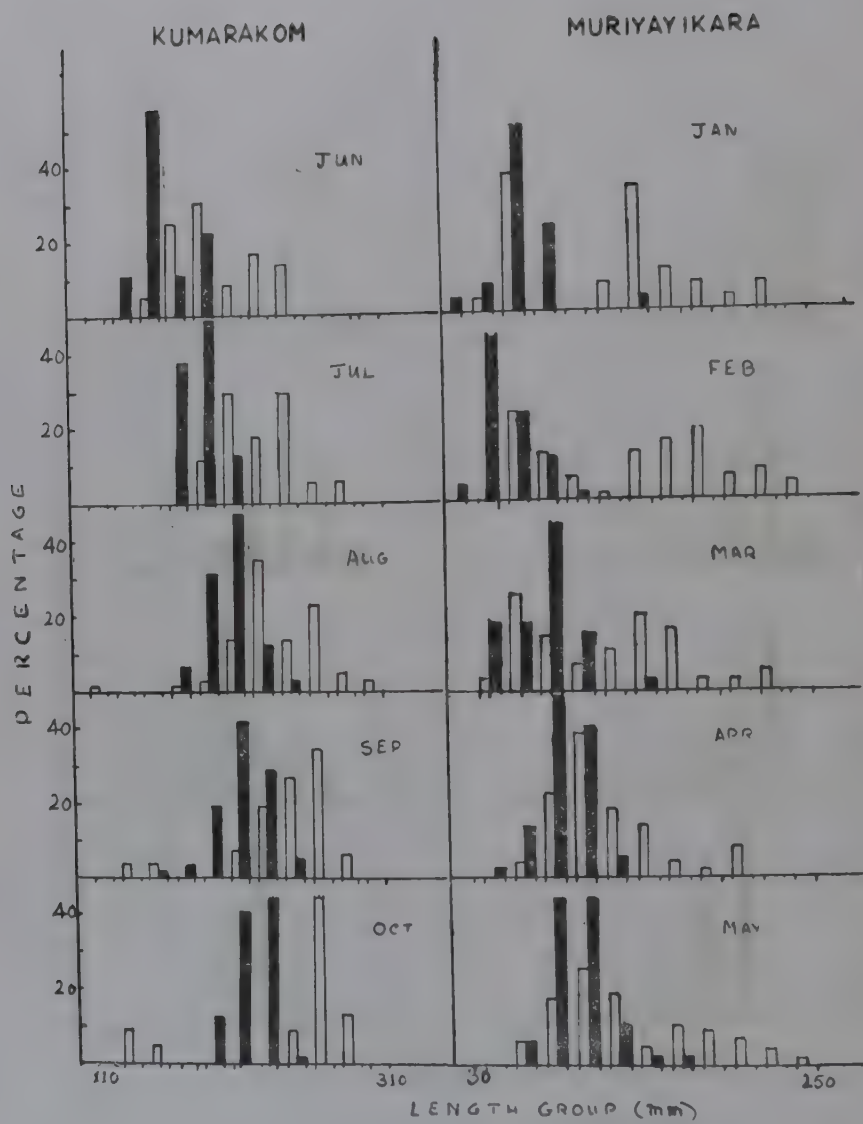 KUMARAKOM
MURIYAYIKARA
JUN
JAN
40
20
JUL
FEB
40
20
AUG
MAR
40
20
SEP
APR
40
20
OCT
MAY
40
20
PERCENTAGE
110
310
30
250
LENGTH GROUP (mm)